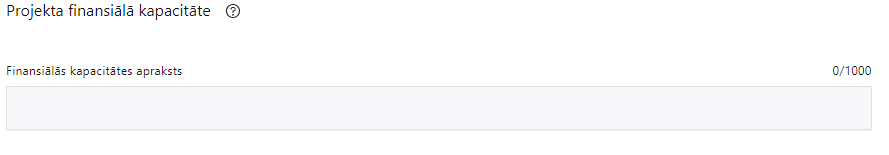 Projekta finansiālā kapacitāte ?
Finansiālās kapacitātes apraksts 0/1000